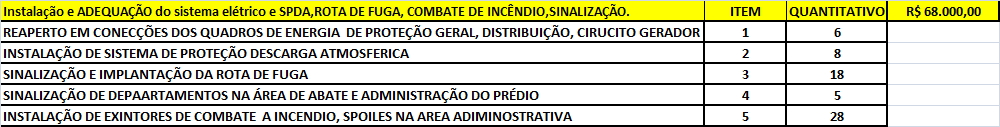 Instalação e ADEQUAÇÃO do sistema elétrico e SPDA,ROTA DE FUGA, COMBATE DE INCÊNDIO,SINALIZAÇÃO. ITEM QUANTITATIVO R$ 68.000,00
REAPERTO EM CONECÇÕES DOS QUADROS DE ENERGIA DE PROTEÇÃO GERAL, DISTRIBUIÇÃO, CIRUCITO GERADOR 1 6
INSTALAÇÃO DE SISTEMA DE PROTEÇÃO DESCARGA ATMOSFERICA 2 8
SINALIZAÇÃO E IMPLANTAÇÃO DA ROTA DE FUGA 3 18
SINALIZAÇÃO DE DEPAARTAMENTOS NA ÁREA DE ABATE E ADMINISTRAÇÃO DO PRÉDIO 4 5
INSTALAÇÃO DE EXINTORES DE COMBATE A INCENDIO, SPOILES NA AREA ADIMINOSTRATIVA 5 28